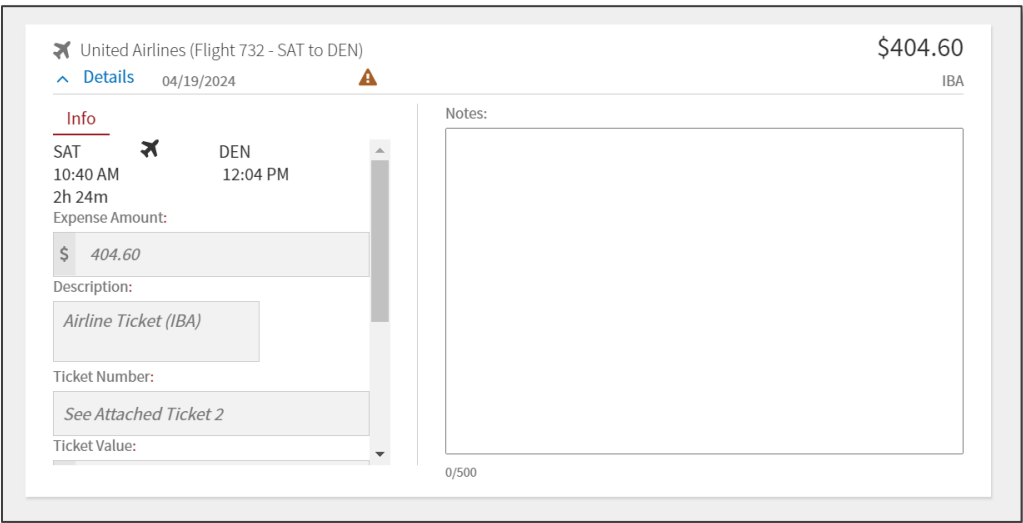 United Airlines (Flight 732 - SAT to DEN)
$404.60
Details
04/19/2024
IBA
Info
SAT
DEN
10:40 AM
12:04 PM
2h 24m
Expense Amount:
$ 404.60
Description:
Airline Ticket (IBA)
Ticket Number:
See Attached Ticket 2
Ticket Value:
Notes:
0/500